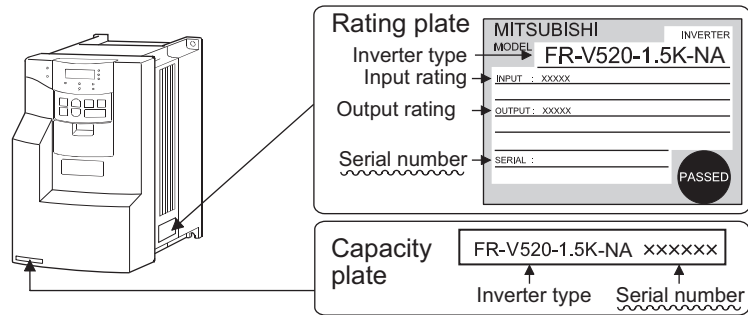 Rating plate
MITSUBISHI
INVERTER
MODEL
FR-V520-1.5K-NA
Inverter type
Input rating
INPUT : XXXXX
Output rating
OUTPUT : XXXXX
Serial number
SERIAL :
PASSED
Capacity
plate
FR-V520-1.5K-NA ××××××
Inverter type
Serial number